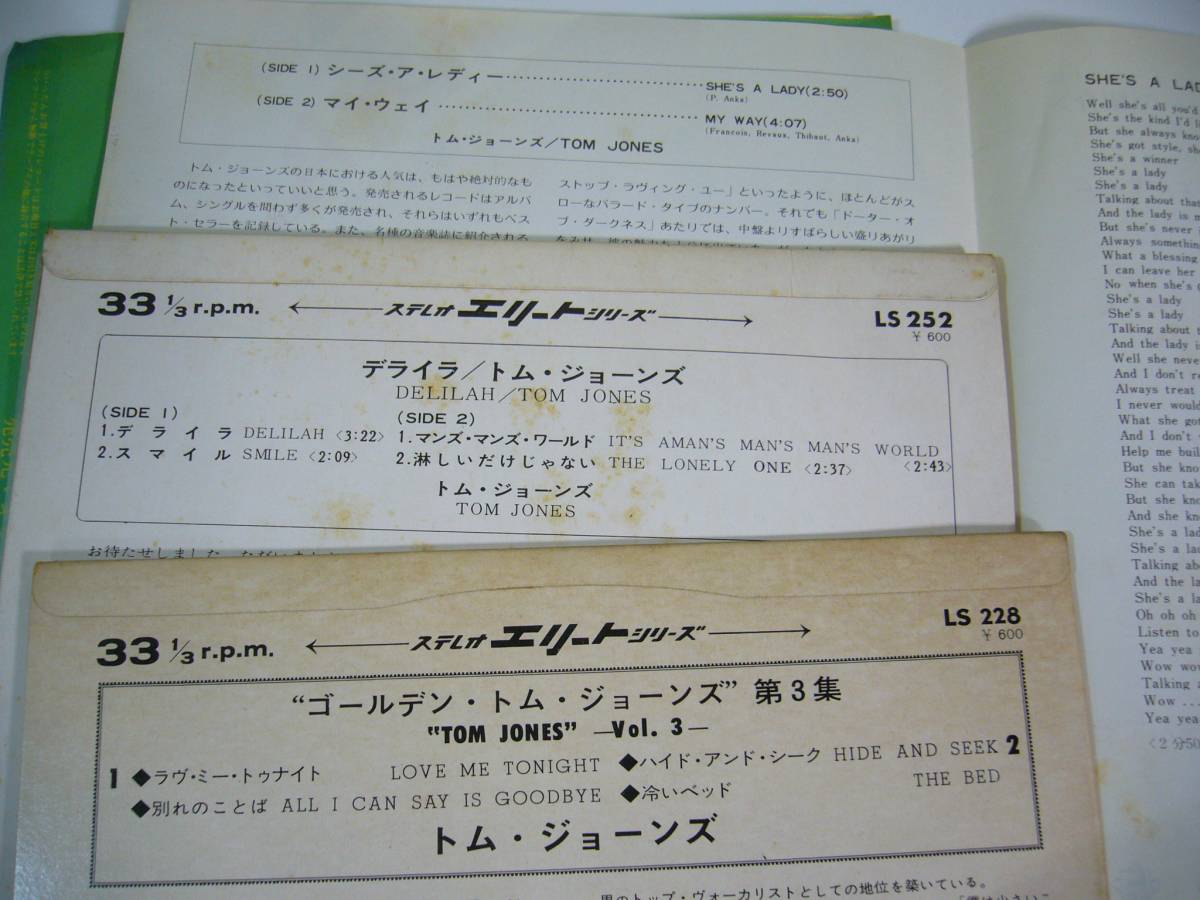 (SIDE 1) シーズ・ア・レディー SHE'S A LADY(2:50)
(P. Anka)
(SIDE 2) マイ・ウェイ MY WAY(4:07)
(Francois, Revaux, Thibaut, Anka)
トム・ジョーンズ/TOM JONES
トム・ジョーンズの日本における人気は、もはや絶対的なも
のになったといっていいと思う。発売されるレコードはアルバ
ム、シングルを問わず多くが発売され、それらはいずれもベス
ト・セラーを記録している。また、各種の音楽誌に紹介される
ストップ・ラヴィング・ユー」といったように、ほとんどがス
ローなバラード・タイプのナンバー。それでも「ドーター・オ
ブ・ダークネス」あたりでは、中盤よりすばらしい盛りあがり
SHE'S A LAD
Well she's all you'd
She's the kind I'd l
But she always kno
She's got style, she
She's a winner
She's a lady
She's a lady
Talking about that
And the lady is
But she's never
Always somethin
What a blessing
I can leave her
No when she's
She's a lady
She's a lady
Talking about t
And the lady is
Well she neve
And I don't re
Always treat
I never would
What she got
And I don't
Help me buil
But she kno
She can tak
But she kno
And she kn
She's a lad
She's a la
Talking ab
And the la
She's a l
Oh oh oh
Listen to
Yea yea
Wow wo
Talking
Wow ...
Yea yea
<2分50
33 1/3 r.p.m. ステレオ エリートシリーズ LS 252
¥ 600
デライラ/トム・ジョーンズ
DELILAH/TOM JONES
(SIDE 1)
1.デライラ DELILAH <3:22>
2.スマイル SMILE <2:09>
(SIDE 2)
1.マンズ・マンズ・ワールド IT'S AMAN'S MAN'S MAN'S WORLD
<2:43>
2.淋しいだけじゃない THE LONELY ONE <2:37>
トム・ジョーンズ
TOM JONES
お待たせしました
33 1/3 r.p.m. ステレオ エリートシリーズ LS 228
¥ 600
"ゴールデン・トム・ジョーンズ" 第3集
"TOM JONES" —Vol. 3—
1 ◆ラヴ・ミー・トゥナイト LOVE ME TONIGHT
◆別れのことば ALL I CAN SAY IS GOODBYE
◆ハイド・アンド・シーク HIDE AND SEEK 2
◆冷いベッド THE BED
トム・ジョーンズ
男のトップ・ヴォーカリストとしての地位を築いている。